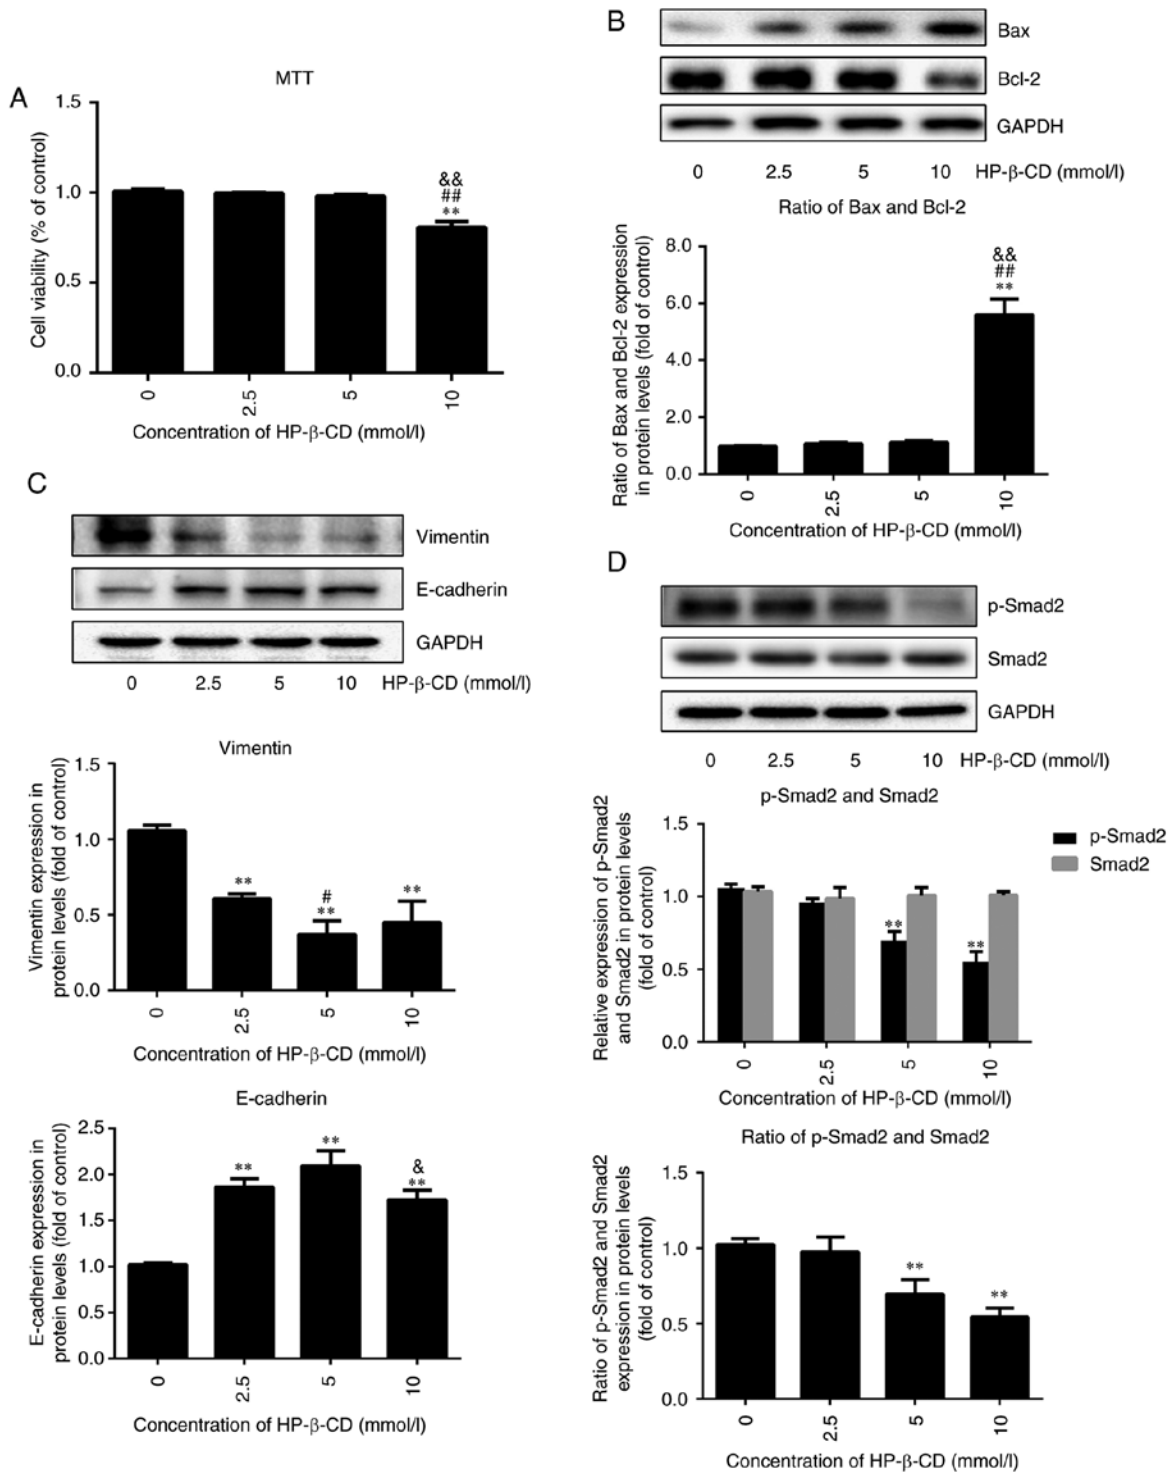 A
MTT
Cell viability (% of control)
1.5
1.0
0.5
0.0
&&
##
**
0
2.5
5
10
Concentration of HP-β-CD (mmol/l)
B
Bax
Bcl-2
GAPDH
0 2.5 5 10 HP-β-CD (mmol/l)
Ratio of Bax and Bcl-2
Ratio of Bax and Bcl-2 expression
in protein levels (fold of control)
8.0
6.0
4.0
2.0
0.0
&&
##
**
0
2.5
5
10
Concentration of HP-β-CD (mmol/l)
C
Vimentin
E-cadherin
GAPDH
0 2.5 5 10 HP-β-CD (mmol/l)
Vimentin
Vimentin expression in
protein levels (fold of control)
1.5
1.0
0.5
0.0
**
#
**
**
0
2.5
5
10
Concentration of HP-β-CD (mmol/l)
E-cadherin
E-cadherin expression in
protein levels (fold of control)
2.5
2.0
1.5
1.0
0.5
0.0
**
**
&
**
0
2.5
5
10
Concentration of HP-β-CD (mmol/l)
D
p-Smad2
Smad2
GAPDH
0 2.5 5 10 HP-β-CD (mmol/l)
p-Smad2 and Smad2
Relative expression of p-Smad2
and Smad2 in protein levels
(fold of control)
1.5
1.0
0.5
0.0
**
**
p-Smad2
Smad2
0
2.5
5
10
Concentration of HP-β-CD (mmol/l)
Ratio of p-Smad2 and Smad2
Ratio of p-Smad2 and Smad2
expression in protein levels
(fold of control)
1.5
1.0
0.5
0.0
**
**
0
2.5
5
10
Concentration of HP-β-CD (mmol/l)